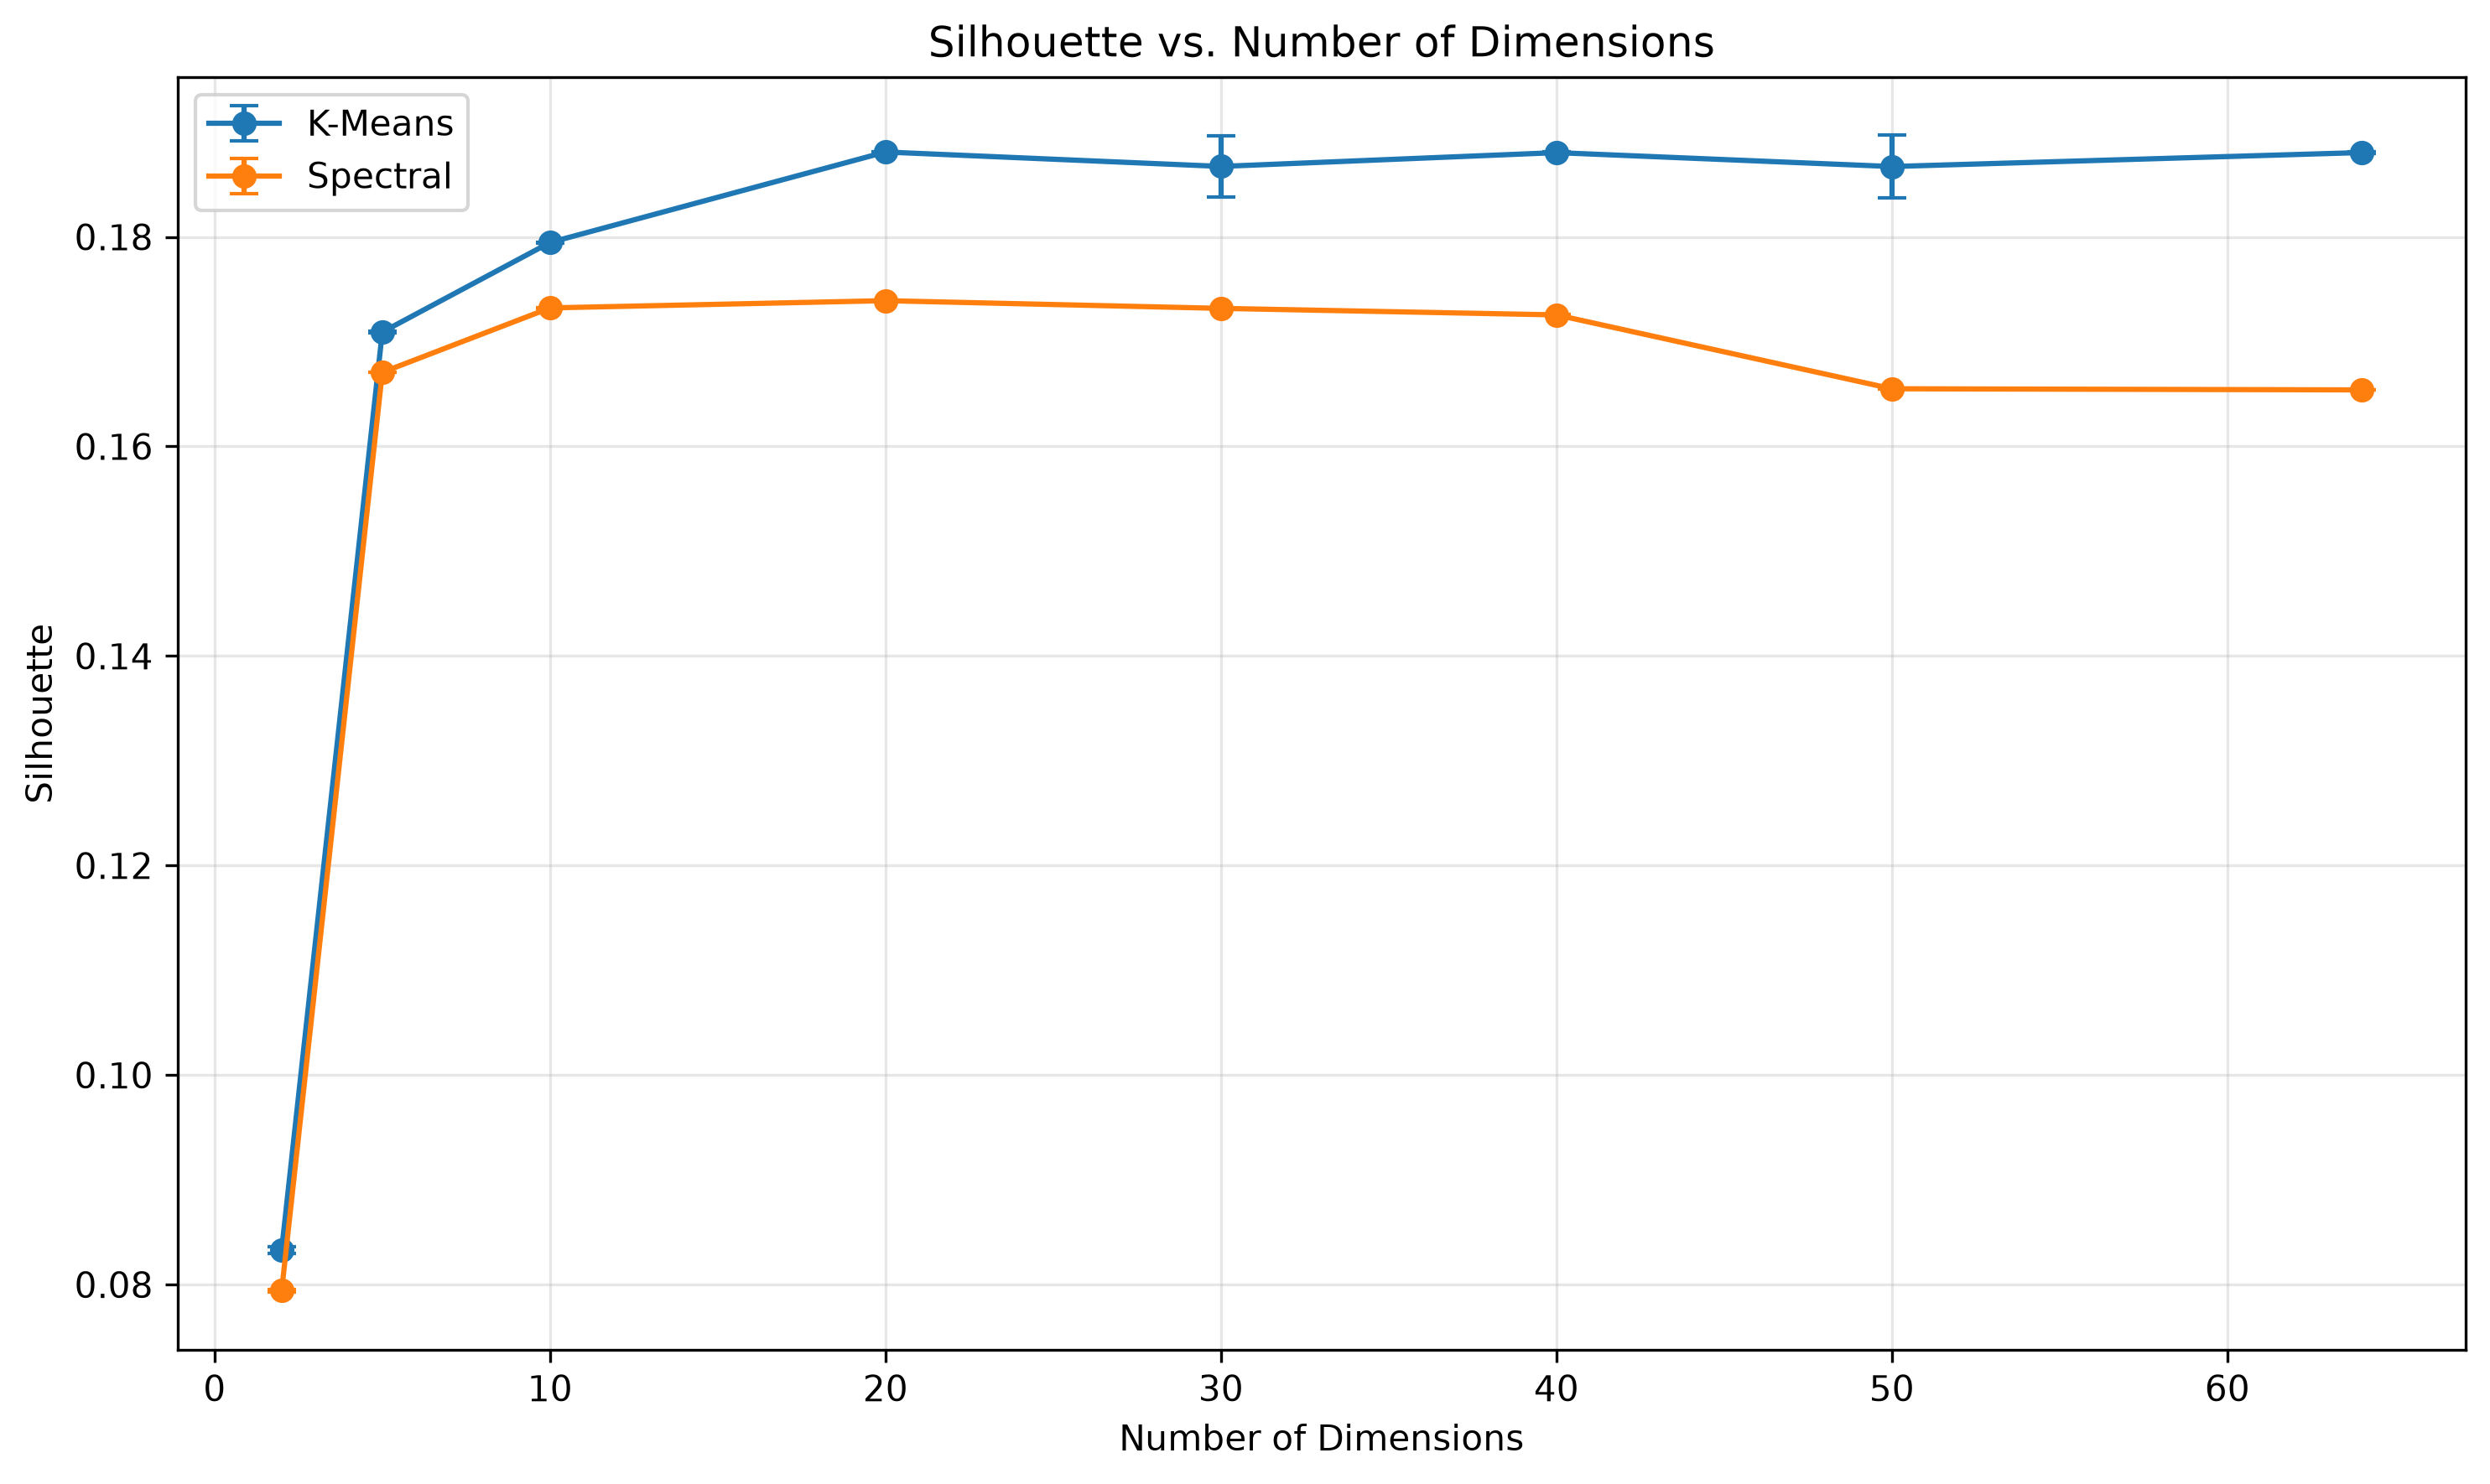 Silhouette vs. Number of Dimensions
K-Means
Spectral
0.18
0.16
0.14
0.12
0.10
0.08
Silhouette
0 10 20 30 40 50 60
Number of Dimensions